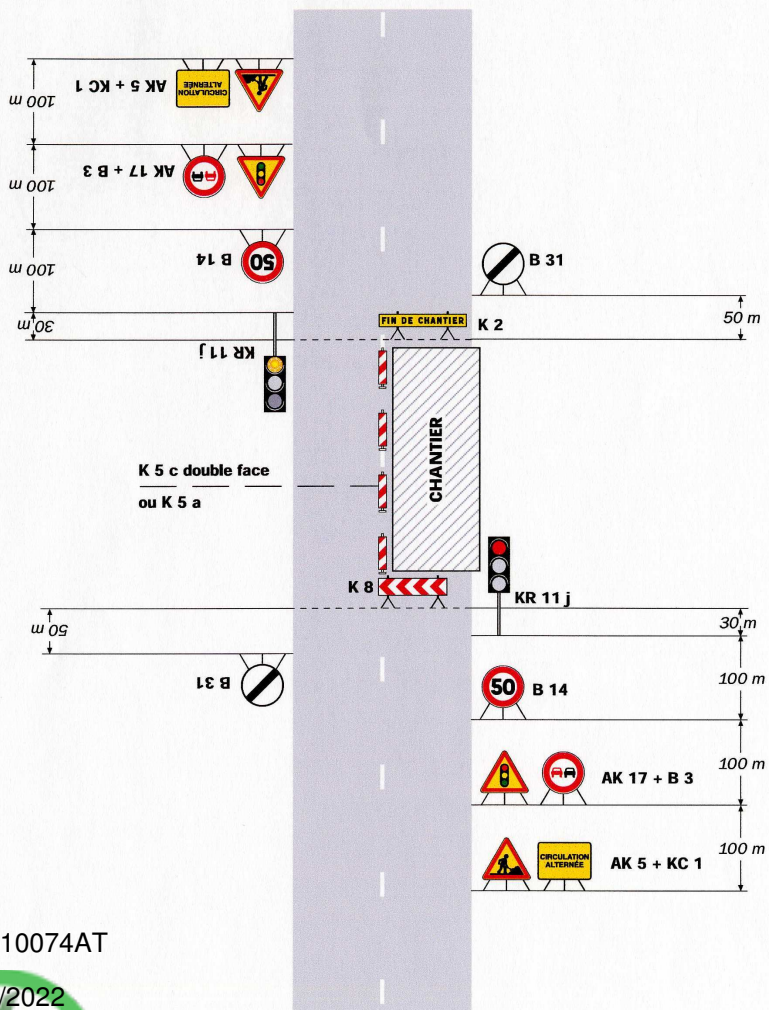 AK 5 + KC 1
CIRCULATION
ALTERNÉE
100 m
AK 17 + B 3
100 m
B 14
50
100 m
B 31
30 m
KR 11 j
FIN DE CHANTIER
K 2
50 m
CHANTIER
K 5 c double face
ou K 5 a
K 8
KR 11 j
30 m
50 m
B 31
50
B 14
100 m
AK 17 + B 3
100 m
CIRCULATION
ALTERNÉE
AK 5 + KC 1
100 m
10074AT
/2022